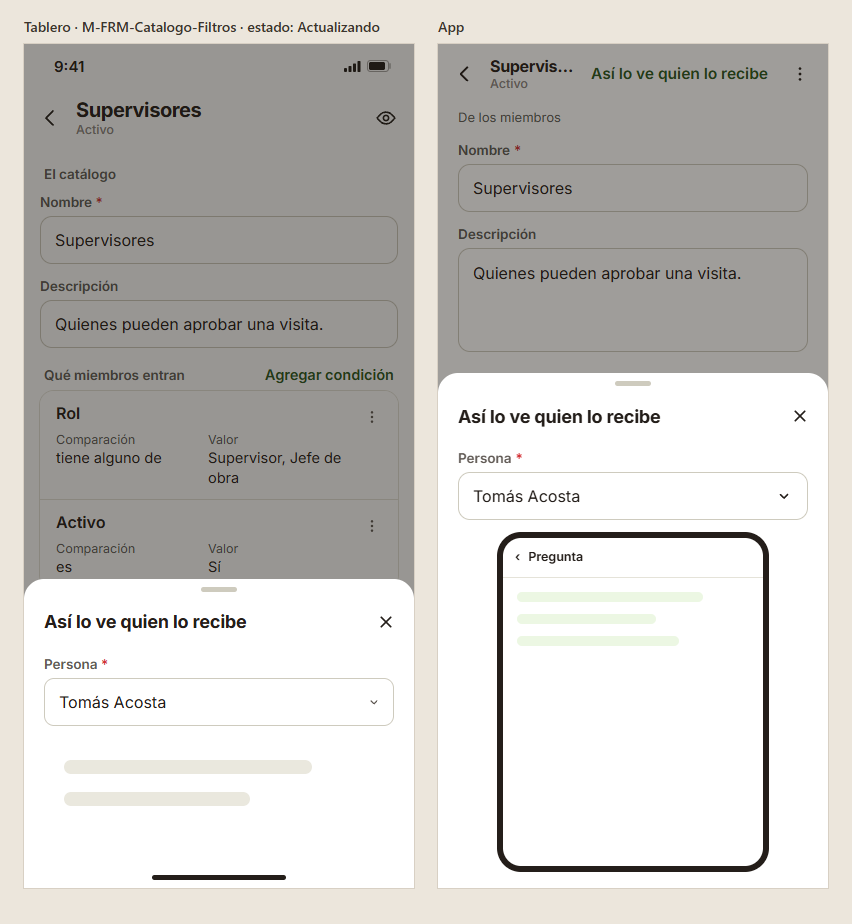 Tablero · M-FRM-Catalogo-Filtros · estado: Actualizando
9:41
Supervisores
Activo
El catálogo
Nombre *
Supervisores
Descripción
Quienes pueden aprobar una visita.
Qué miembros entran
Agregar condición
Rol
Comparación
Valor
tiene alguno de
Supervisor, Jefe de
obra
Activo
Comparación
Valor
es
Sí
Así lo ve quien lo recibe
Persona *
Tomás Acosta
App
Supervis...
Activo
Así lo ve quien lo recibe
De los miembros
Nombre *
Supervisores
Descripción
Quienes pueden aprobar una visita.
Así lo ve quien lo recibe
Persona *
Tomás Acosta
Pregunta